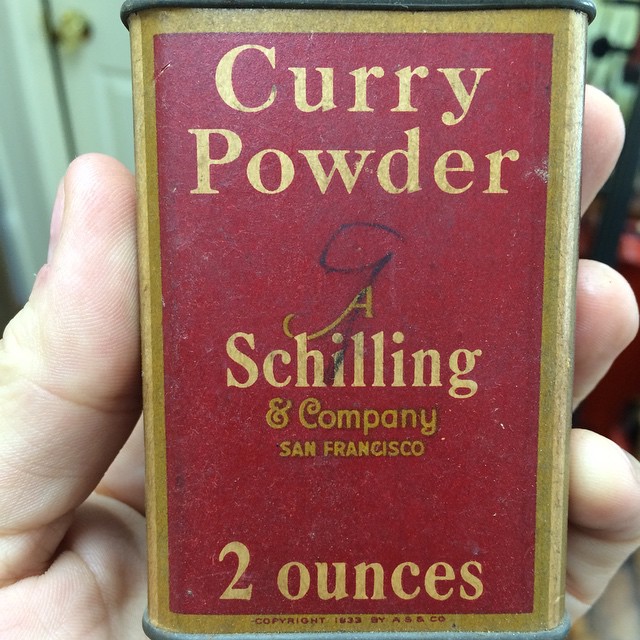 Curry
Powder
A
Schilling
& Company
SAN FRANCISCO
2 ounces
COPYRIGHT 1933 BY A S & CO